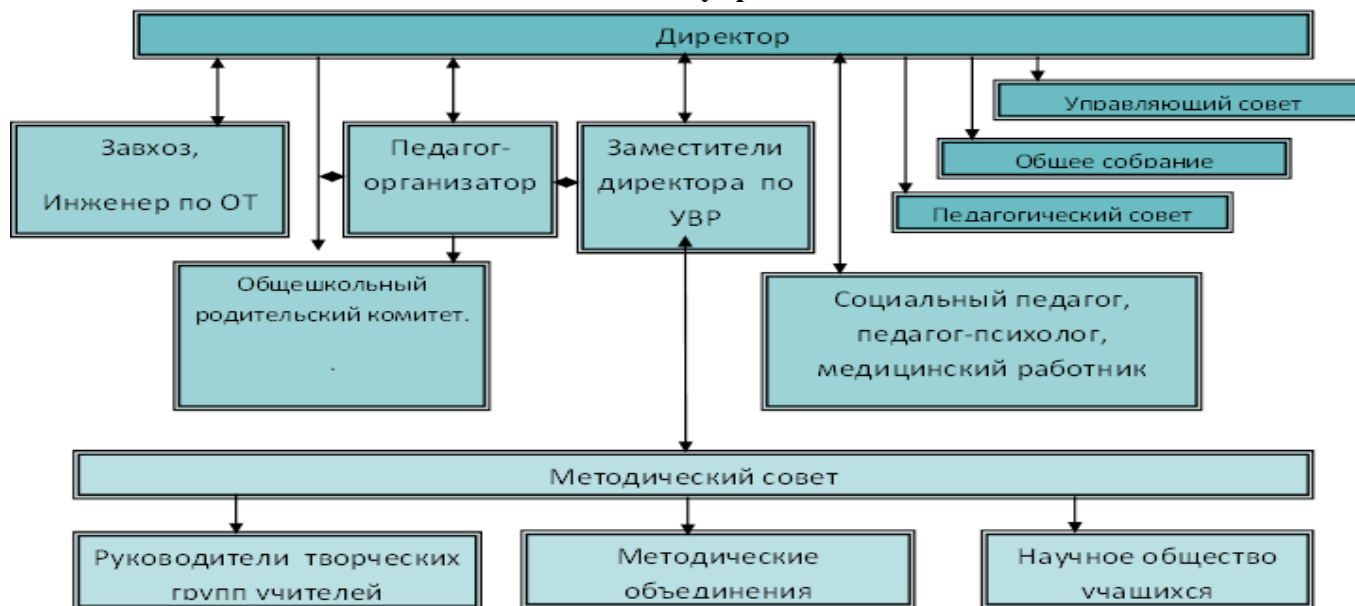 Директор
Управляющий совет
Общее собрание
Педагогический совет
Завхоз,
Инженер по ОТ
Педагог-
организатор
Заместители
директора по
УВР
Общешкольный
родительский комитет.
.
Социальный педагог,
педагог-психолог,
медицинский работник
Методический совет
Руководители творческих
групп учителей
Методические
объединения
Научное общество
учащихся